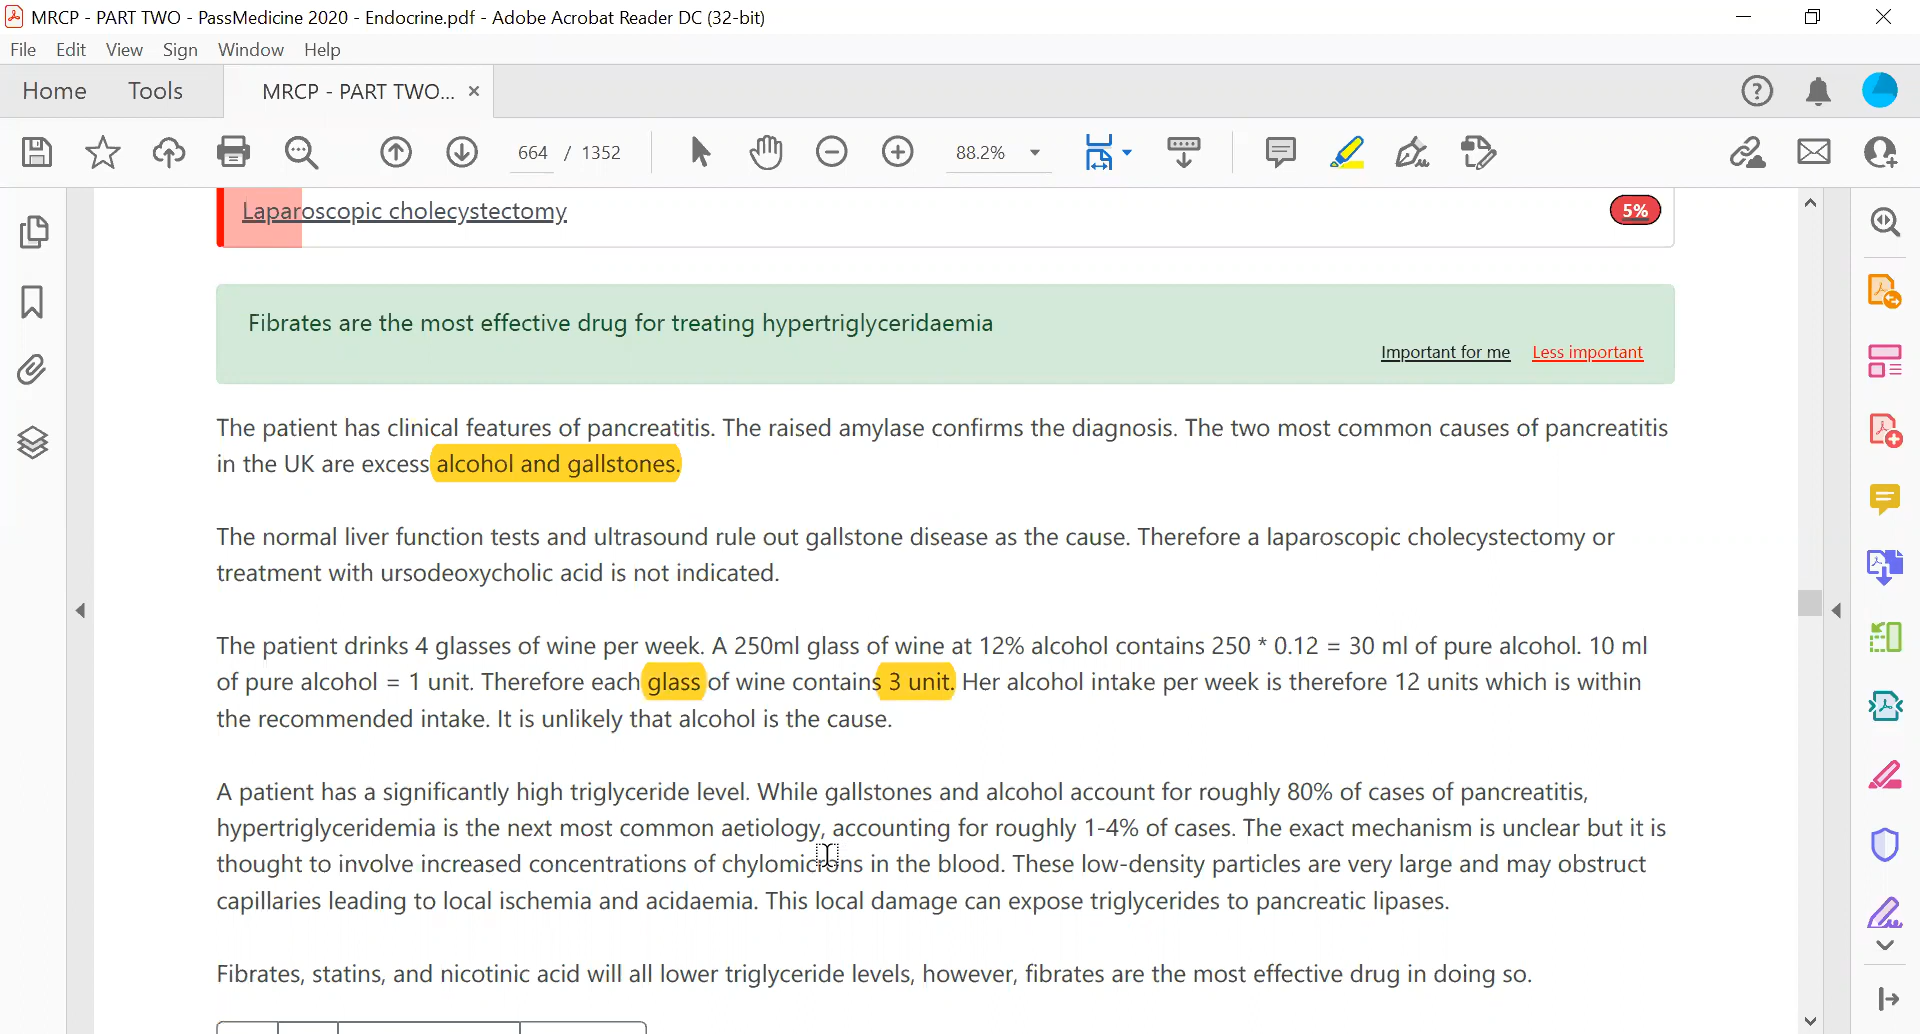 MRCP - PART TWO - PassMedicine 2020 - Endocrine.pdf - Adobe Acrobat Reader DC (32-bit)
File Edit View Sign Window Help
Home Tools MRCP - PART TWO... ×
664 / 1352 88.2%
Laparoscopic cholecystectomy 5%
Fibrates are the most effective drug for treating hypertriglyceridaemia
Important for me Less important
The patient has clinical features of pancreatitis. The raised amylase confirms the diagnosis. The two most common causes of pancreatitis
in the UK are excess alcohol and gallstones.
The normal liver function tests and ultrasound rule out gallstone disease as the cause. Therefore a laparoscopic cholecystectomy or
treatment with ursodeoxycholic acid is not indicated.
The patient drinks 4 glasses of wine per week. A 250ml glass of wine at 12% alcohol contains 250 * 0.12 = 30 ml of pure alcohol. 10 ml
of pure alcohol = 1 unit. Therefore each glass of wine contains 3 unit. Her alcohol intake per week is therefore 12 units which is within
the recommended intake. It is unlikely that alcohol is the cause.
A patient has a significantly high triglyceride level. While gallstones and alcohol account for roughly 80% of cases of pancreatitis,
hypertriglyceridemia is the next most common aetiology, accounting for roughly 1-4% of cases. The exact mechanism is unclear but it is
thought to involve increased concentrations of chylomicrons in the blood. These low-density particles are very large and may obstruct
capillaries leading to local ischemia and acidaemia. This local damage can expose triglycerides to pancreatic lipases.
Fibrates, statins, and nicotinic acid will all lower triglyceride levels, however, fibrates are the most effective drug in doing so.